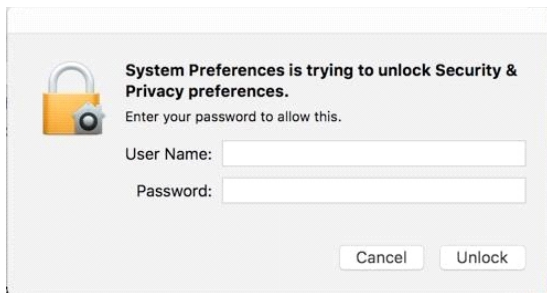 System Preferences is trying to unlock Security &
Privacy preferences.
Enter your password to allow this.
User Name:
Password:
Cancel Unlock